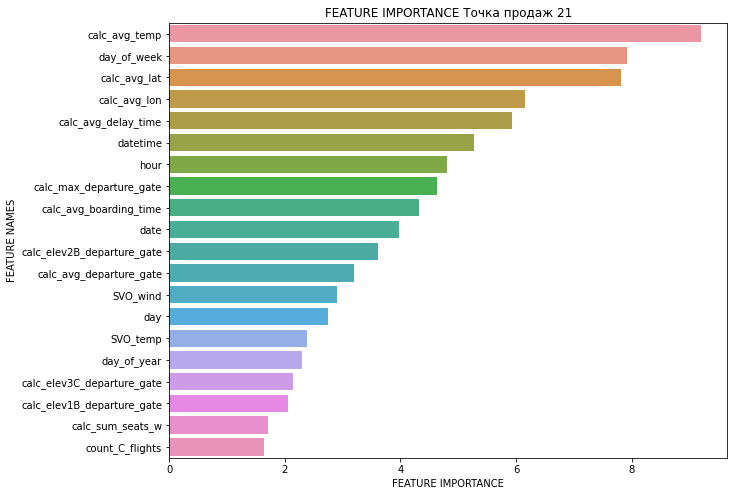 FEATURE IMPORTANCE Точка продаж 21
FEATURE NAMES
calc_avg_temp
day_of_week
calc_avg_lat
calc_avg_lon
calc_avg_delay_time
datetime
hour
calc_max_departure_gate
calc_avg_boarding_time
date
calc_elev2B_departure_gate
calc_avg_departure_gate
SVO_wind
day
SVO_temp
day_of_year
calc_elev3C_departure_gate
calc_elev1B_departure_gate
calc_sum_seats_w
count_C_flights
0 2 4 6 8
FEATURE IMPORTANCE